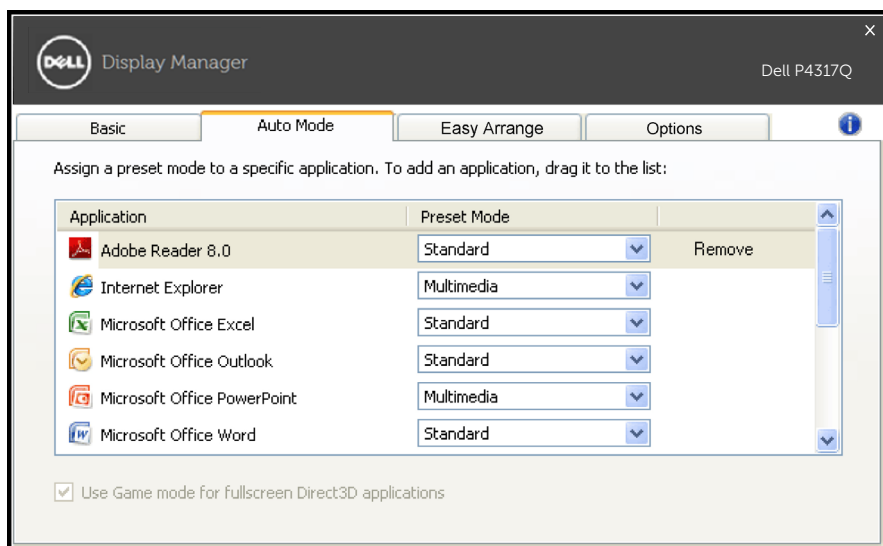 X
DELL Display Manager
Dell P4317Q
Basic Auto Mode Easy Arrange Options i
Assign a preset mode to a specific application. To add an application, drag it to the list:
Application Preset Mode
Adobe Reader 8.0 Standard Remove
Internet Explorer Multimedia
Microsoft Office Excel Standard
Microsoft Office Outlook Standard
Microsoft Office PowerPoint Multimedia
Microsoft Office Word Standard
Use Game mode for fullscreen Direct3D applications